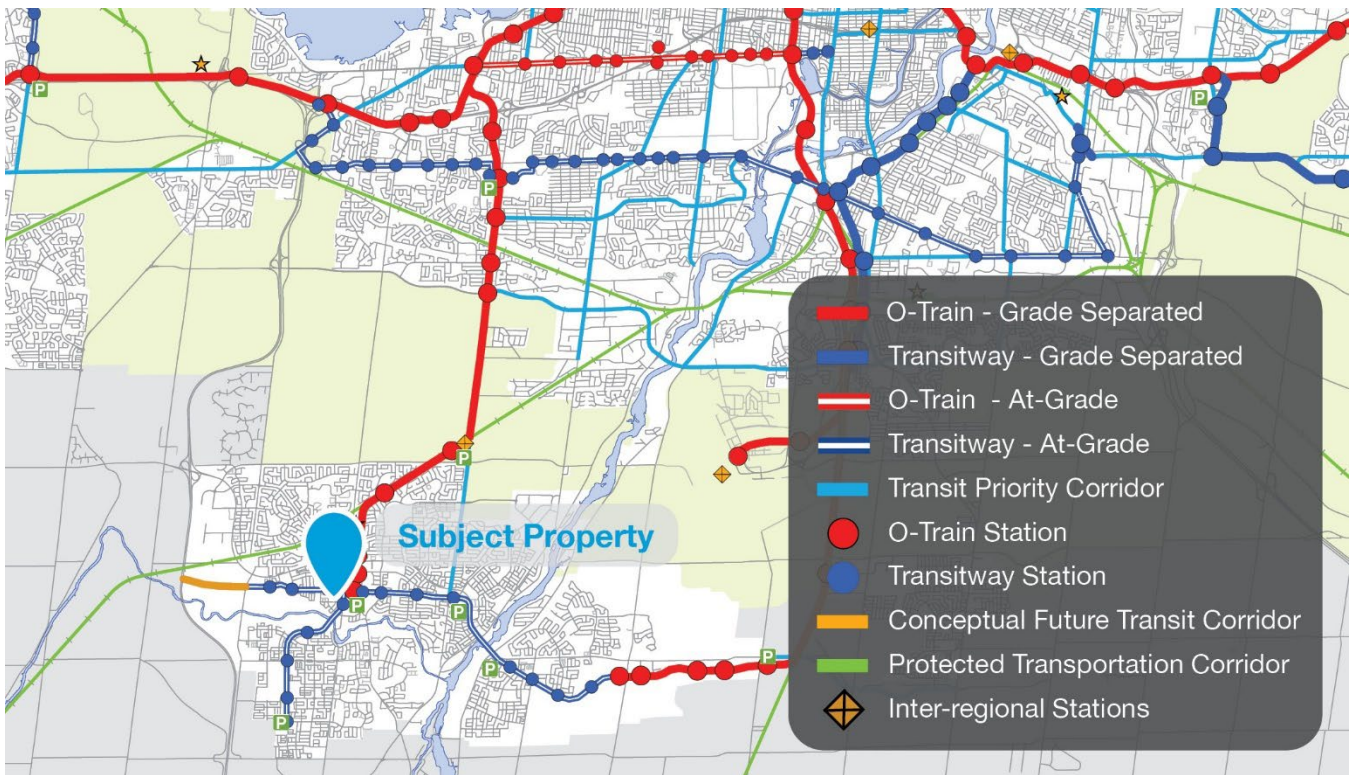 P
P
P
O-Train - Grade Separated
Transitway - Grade Separated
O-Train - At-Grade
Transitway - At-Grade
P
Transit Priority Corridor
Subject Property
O-Train Station
Transitway Station
P
P
Conceptual Future Transit Corridor
P
P
Protected Transportation Corridor
P
Inter-regional Stations